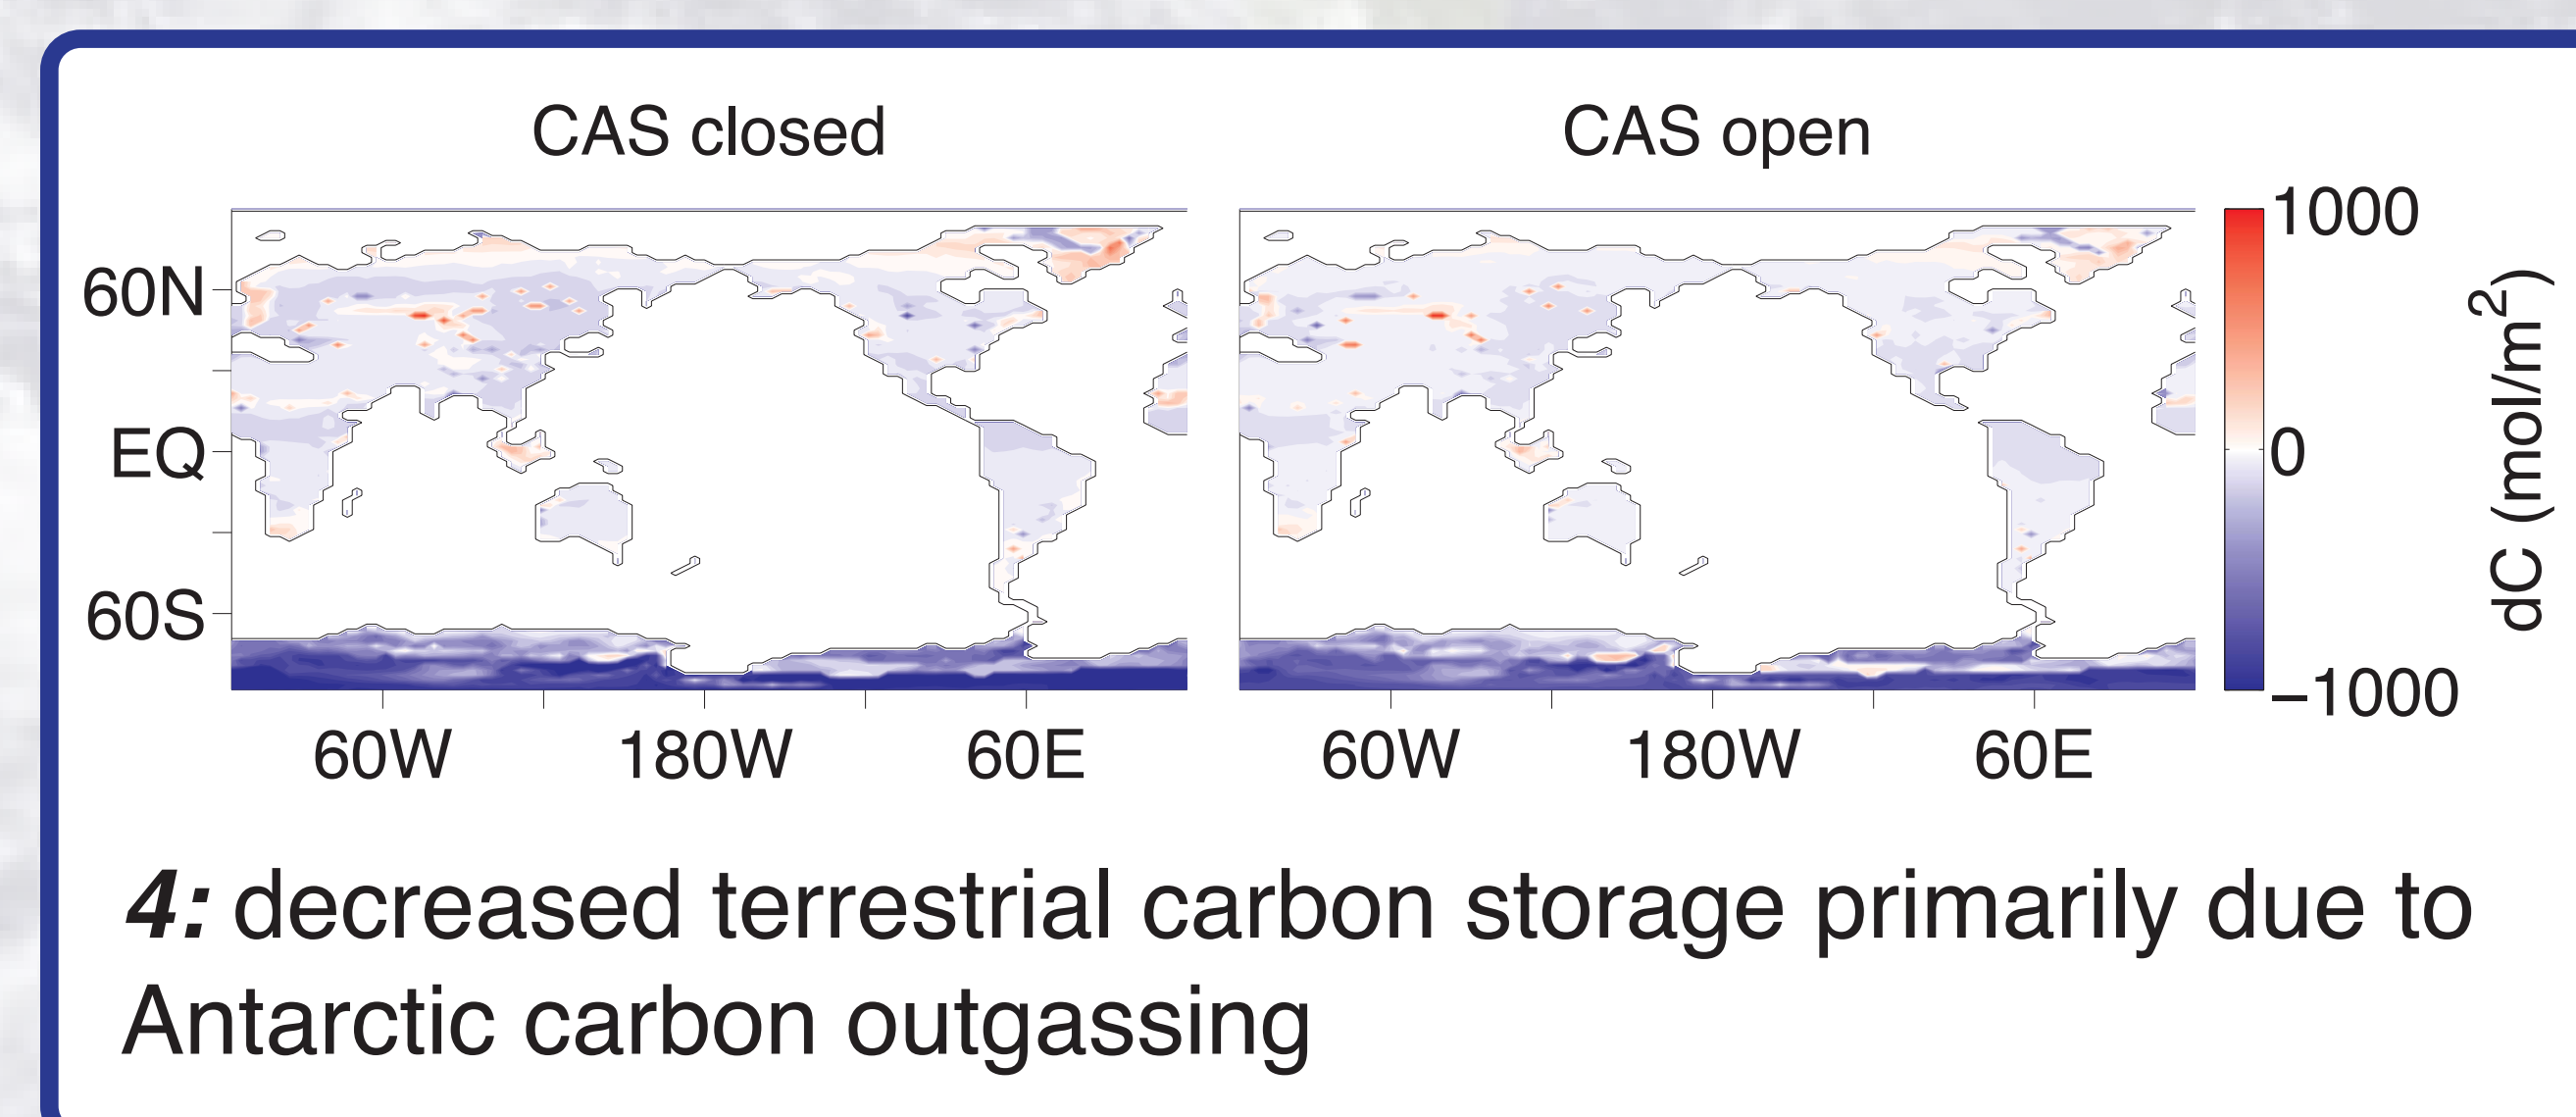 CAS closed
CAS open
60N
EQ
60S
60W
180W
60E
60W
180W
60E
1000
0
−1000
dC (mol/m²)
4: decreased terrestrial carbon storage primarily due to
Antarctic carbon outgassing